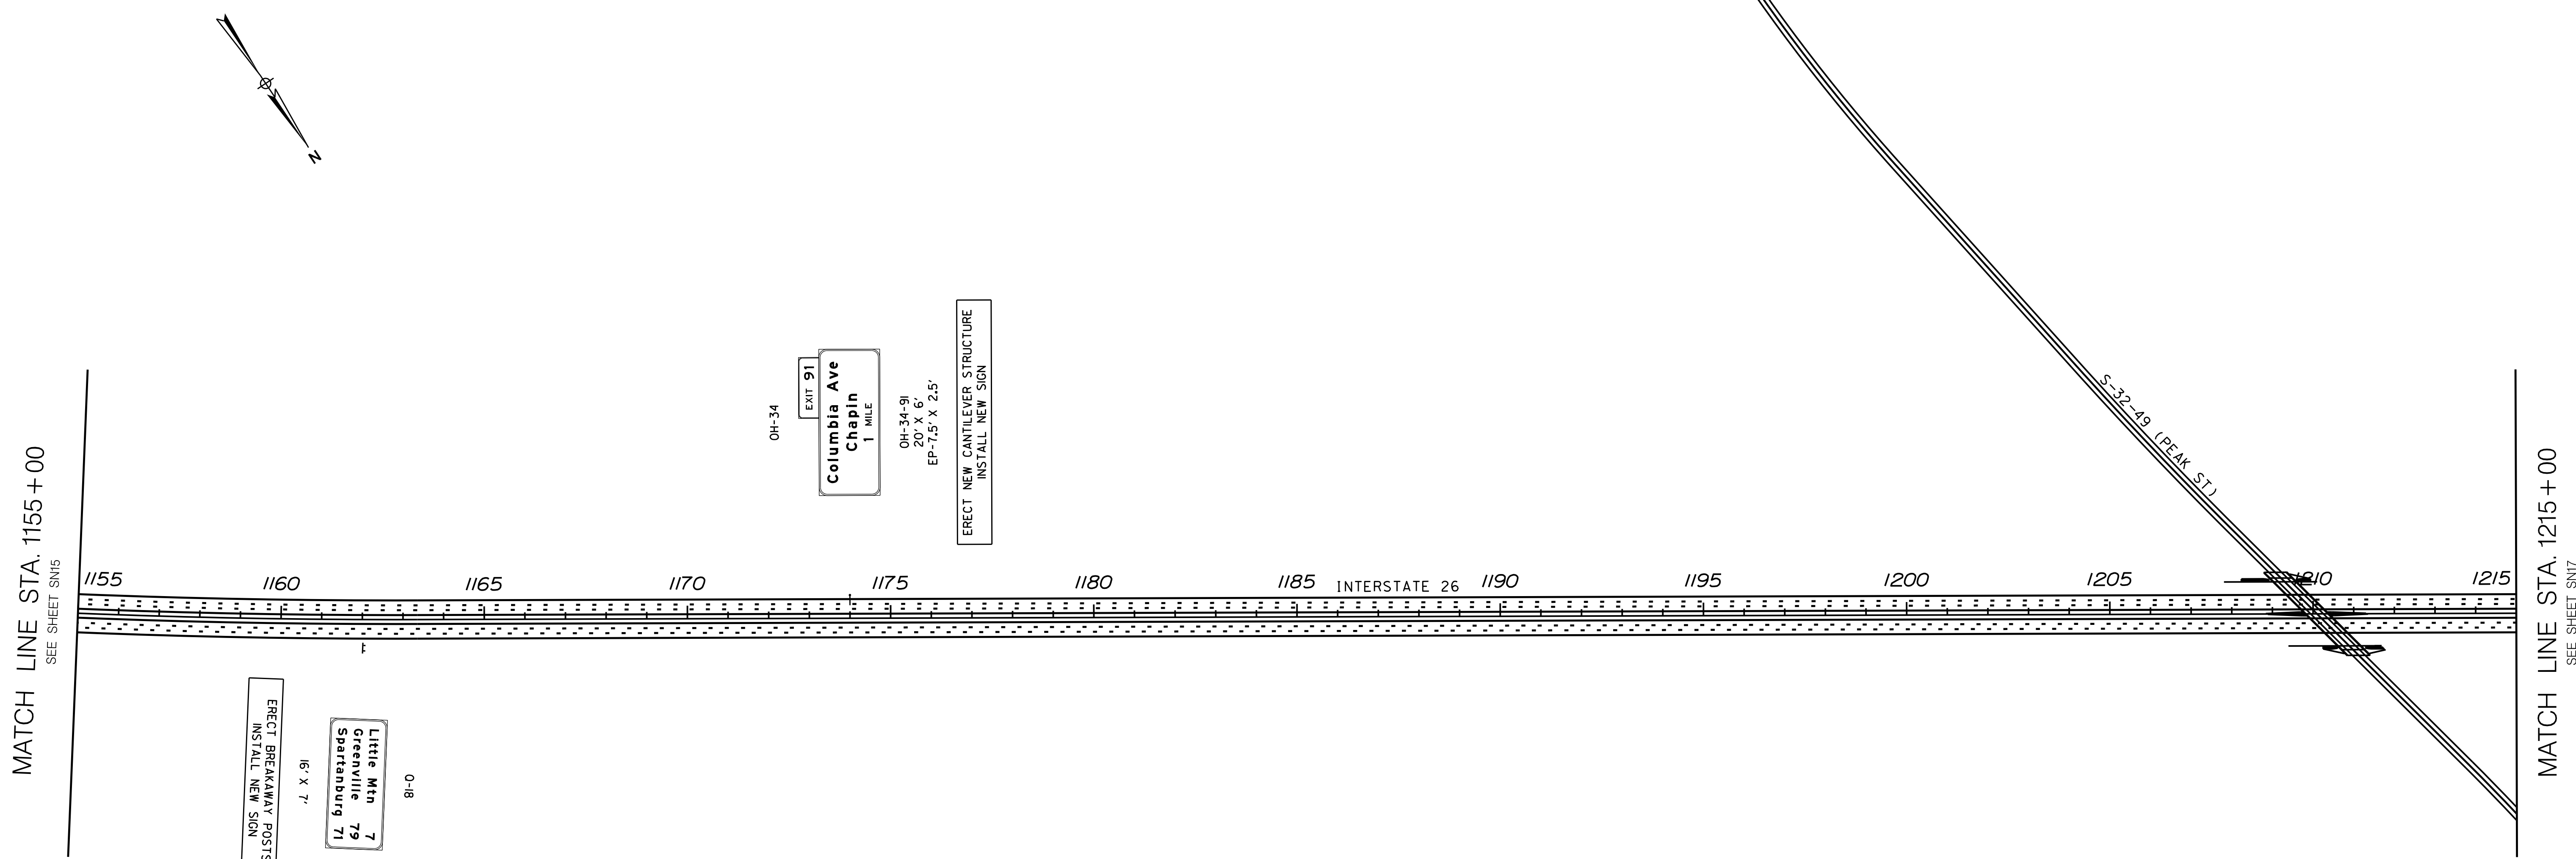 N
MATCH LINE STA. 1155+00
SEE SHEET SN15
OH-34
EXIT 91
Columbia Ave
Chapin
1 MILE
OH-34-91
20' X 6'
EP-7.5' X 2.5'
ERECT NEW CANTILEVER STRUCTURE
INSTALL NEW SIGN
S-32-49 (PEAK ST)
1155
1160
1165
1170
1175
1180
1185
INTERSTATE 26
1190
1195
1200
1205
1210
1215
ERECT BREAKAWAY POSTS
INSTALL NEW SIGN
16' X 7'
Little Mtn 7
Greenville 79
Spartanburg 71
O-18
MATCH LINE STA. 1215+00
SEE SHEET SN17